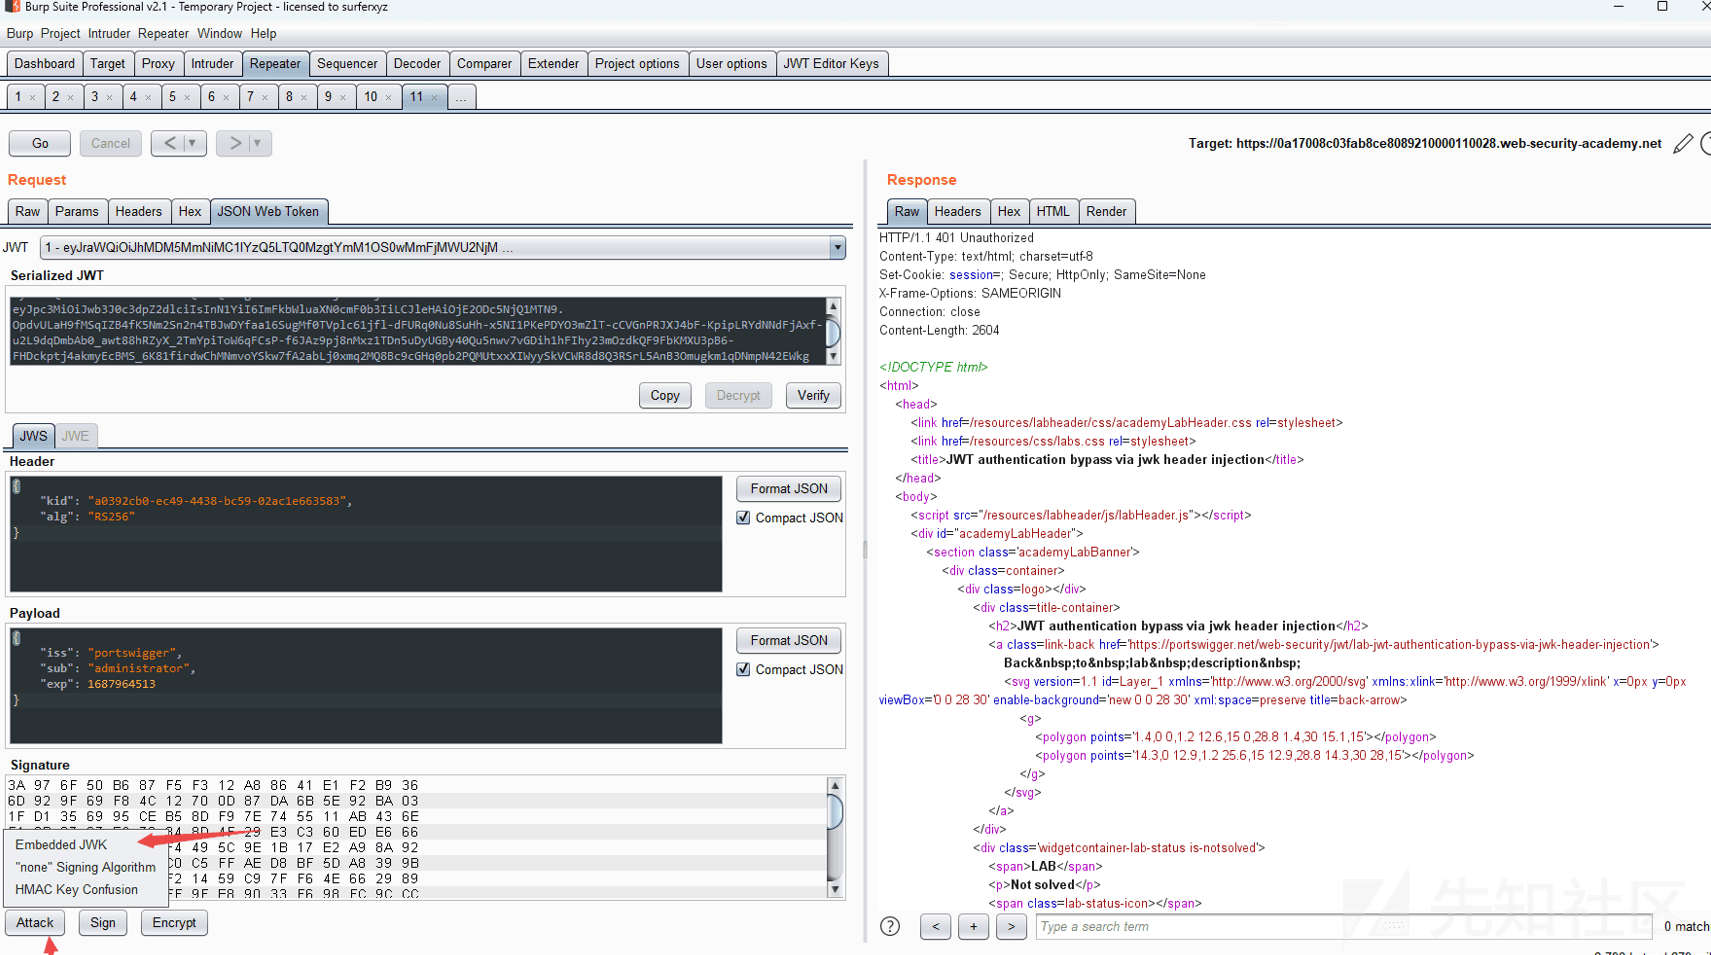 Burp Suite Professional v2.1 - Temporary Project - licensed to surferxyz
Burp Project Intruder Repeater Window Help
Dashboard Target Proxy Intruder Repeater Sequencer Decoder Comparer Extender Project options User options JWT Editor Keys
1 × 2 × 3 × 4 × 5 × 6 × 7 × 8 × 9 × 10 × 11 × ...
Go Cancel < > Target: https://0a17008c03fab8ce8089210000110028.web-security-academy.net
Request
Raw Params Headers Hex JSON Web Token
JWT 1 - eyJraWQiOiJhMDM5MmNiMC1lYzQ5LTQ0MzgtYmM1OS0wMmFjMWU2NjM ...
Serialized JWT
eyJpc3MiOiJwb3J0c3dpZ2dlciIsInN1YiI6ImFkbWluaXN0cmF0b3IiLCJleHAiOjE2ODc5NjQ1MTN9.
OpdvULaH9fMSqIZB4fK5Nm2Sn2n4TBJwDYfaa16SugMf0TVplc61jfl-dFURq0Nu8SuHh-x5NI1PKePDYO3mZlT-cCVGnPRJXJ4bF-KpipLRYdNNdFjAxf-
u2L9dqDmbAb0_awt88hRZyX_2TmYpiToW6qFCsP-f6JAz9pj8nMxz1TDn5uDyUGBy40Qu5nwv7vGDih1hFIhy23mOzdkQF9FbKMXU3pB6-
FHDckptj4akmyEcBMS_6K81firdwChMNmvoYSkw7fA2abLj0xmq2MQ8Bc9cGHq0pb2PQMUtxxXIWyySkVCWR8d8Q3RSrL5AnB3Omugkm1qDNmpN42EWkg
Copy Decrypt Verify
JWS JWE
Header
{
"kid": "a0392cb0-ec49-4438-bc59-02ac1e663583",
"alg": "RS256"
}
Format JSON
Compact JSON
Payload
{
"iss": "portswigger",
"sub": "administrator",
"exp": 1687964513
}
Format JSON
Compact JSON
Signature
3A 97 6F 50 B6 87 F5 F3 12 A8 86 41 E1 F2 B9 36
6D 92 9F 69 F8 4C 12 70 0D 87 DA 6B 5E 92 BA 03
1F D1 35 69 95 CE B5 8D F9 7E 74 55 11 AB 43 6E
E3 C3 60 ED E6 66
49 5C 9E 1B 17 E2 A9 8A 92
C5 FF AE D8 BF 5D A8 39 9B
F2 14 59 C9 7F F6 4E 66 29 89
FF 9F E8 90 33 F6 98 FC 9C CC
Embedded JWK
"none" Signing Algorithm
HMAC Key Confusion
Attack Sign Encrypt
Response
Raw Headers Hex HTML Render
HTTP/1.1 401 Unauthorized
Content-Type: text/html; charset=utf-8
Set-Cookie: session=; Secure; HttpOnly; SameSite=None
X-Frame-Options: SAMEORIGIN
Connection: close
Content-Length: 2604
<!DOCTYPE html>
<html>
<head>
<link href=/resources/labheader/css/academyLabHeader.css rel=stylesheet>
<link href=/resources/css/labs.css rel=stylesheet>
<title>JWT authentication bypass via jwk header injection</title>
</head>
<body>
<script src="/resources/labheader/js/labHeader.js"></script>
<div id="academyLabHeader">
<section class='academyLabBanner'>
<div class=container>
<div class=logo></div>
<div class=title-container>
<h2>JWT authentication bypass via jwk header injection</h2>
<a class=link-back href='https://portswigger.net/web-security/jwt/lab-jwt-authentication-bypass-via-jwk-header-injection'>
Back&nbsp;to&nbsp;lab&nbsp;description&nbsp;
<svg version=1.1 id=Layer_1 xmlns='http://www.w3.org/2000/svg' xmlns:xlink='http://www.w3.org/1999/xlink' x=0px y=0px
viewBox='0 0 28 30' enable-background='new 0 0 28 30' xml:space=preserve title=back-arrow>
<g>
<polygon points='1.4,0 0,1.2 12.6,15 0,28.8 1.4,30 15.1,15'></polygon>
<polygon points='14.3,0 12.9,1.2 25.6,15 12.9,28.8 14.3,30 28,15'></polygon>
</g>
</svg>
</a>
</div>
<div class='widgetcontainer-lab-status is-notsolved'>
<span>LAB</span>
<p>Not solved</p>
<span class=lab-status-icon></span>
? < + > Type a search term 0 match
先知社区